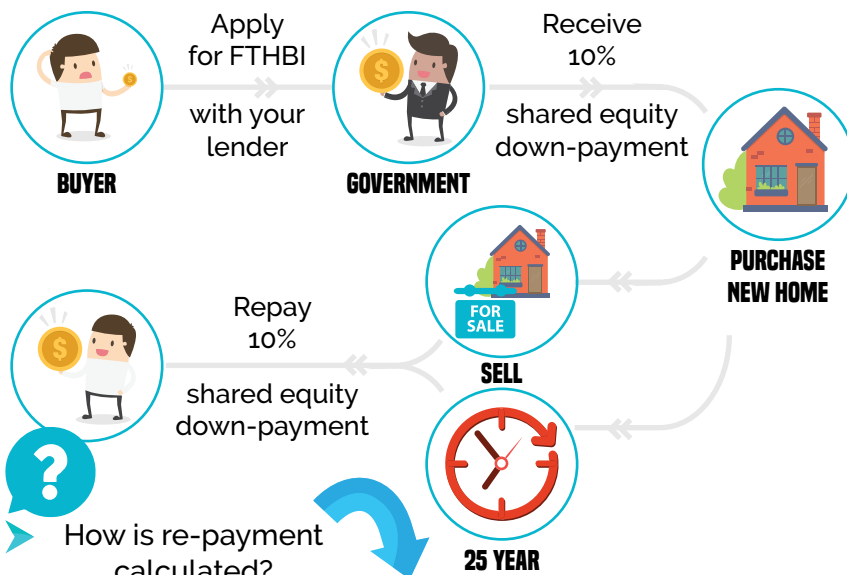 Apply
for FTHBI
with your
lender
Receive
10%
shared equity
down-payment
BUYER
GOVERNMENT
PURCHASE
NEW HOME
FOR
SALE
SELL
Repay
10%
shared equity
down-payment
25 YEAR
?
How is re-payment
calculated?